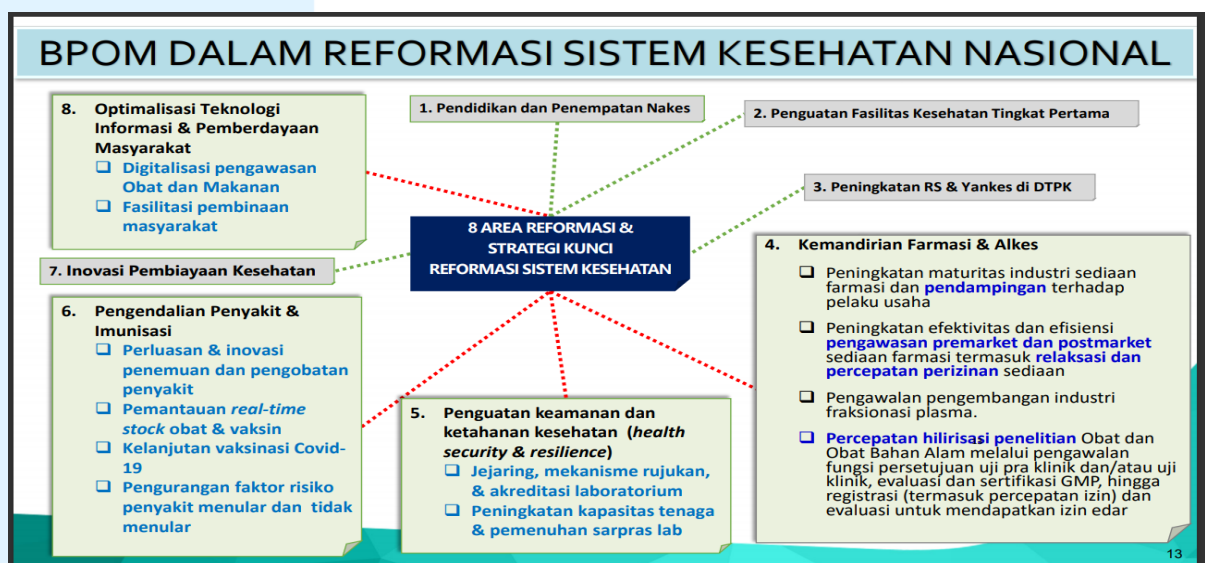 BPOM DALAM REFORMASI SISTEM KESEHATAN NASIONAL
8. Optimalisasi Teknologi
Informasi & Pemberdayaan
Masyarakat
❑ Digitalisasi pengawasan
Obat dan Makanan
❑ Fasilitasi pembinaan
masyarakat
1. Pendidikan dan Penempatan Nakes
2. Penguatan Fasilitas Kesehatan Tingkat Pertama
3. Peningkatan RS & Yankes di DTPK
8 AREA REFORMASI &
STRATEGI KUNCI
REFORMASI SISTEM KESEHATAN
7. Inovasi Pembiayaan Kesehatan
4. Kemandirian Farmasi & Alkes
❑ Peningkatan maturitas industri sediaan
farmasi dan pendampingan terhadap
pelaku usaha
❑ Peningkatan efektivitas dan efisiensi
pengawasan premarket dan postmarket
sediaan farmasi termasuk relaksasi dan
percepatan perizinan sediaan
❑ Pengawalan pengembangan industri
fraksionasi plasma.
❑ Percepatan hilirisasi penelitian Obat dan
Obat Bahan Alam melalui pengawalan
fungsi persetujuan uji pra klinik dan/atau uji
klinik, evaluasi dan sertifikasi GMP, hingga
registrasi (termasuk percepatan izin) dan
evaluasi untuk mendapatkan izin edar
6. Pengendalian Penyakit &
Imunisasi
❑ Perluasan & inovasi
penemuan dan pengobatan
penyakit
❑ Pemantauan real-time
stock obat & vaksin
❑ Kelanjutan vaksinasi Covid-
19
❑ Pengurangan faktor risiko
penyakit menular dan tidak
menular
5. Penguatan keamanan dan
ketahanan kesehatan (health
security & resilience)
❑ Jejaring, mekanisme rujukan,
& akreditasi laboratorium
❑ Peningkatan kapasitas tenaga
& pemenuhan sarpras lab
13